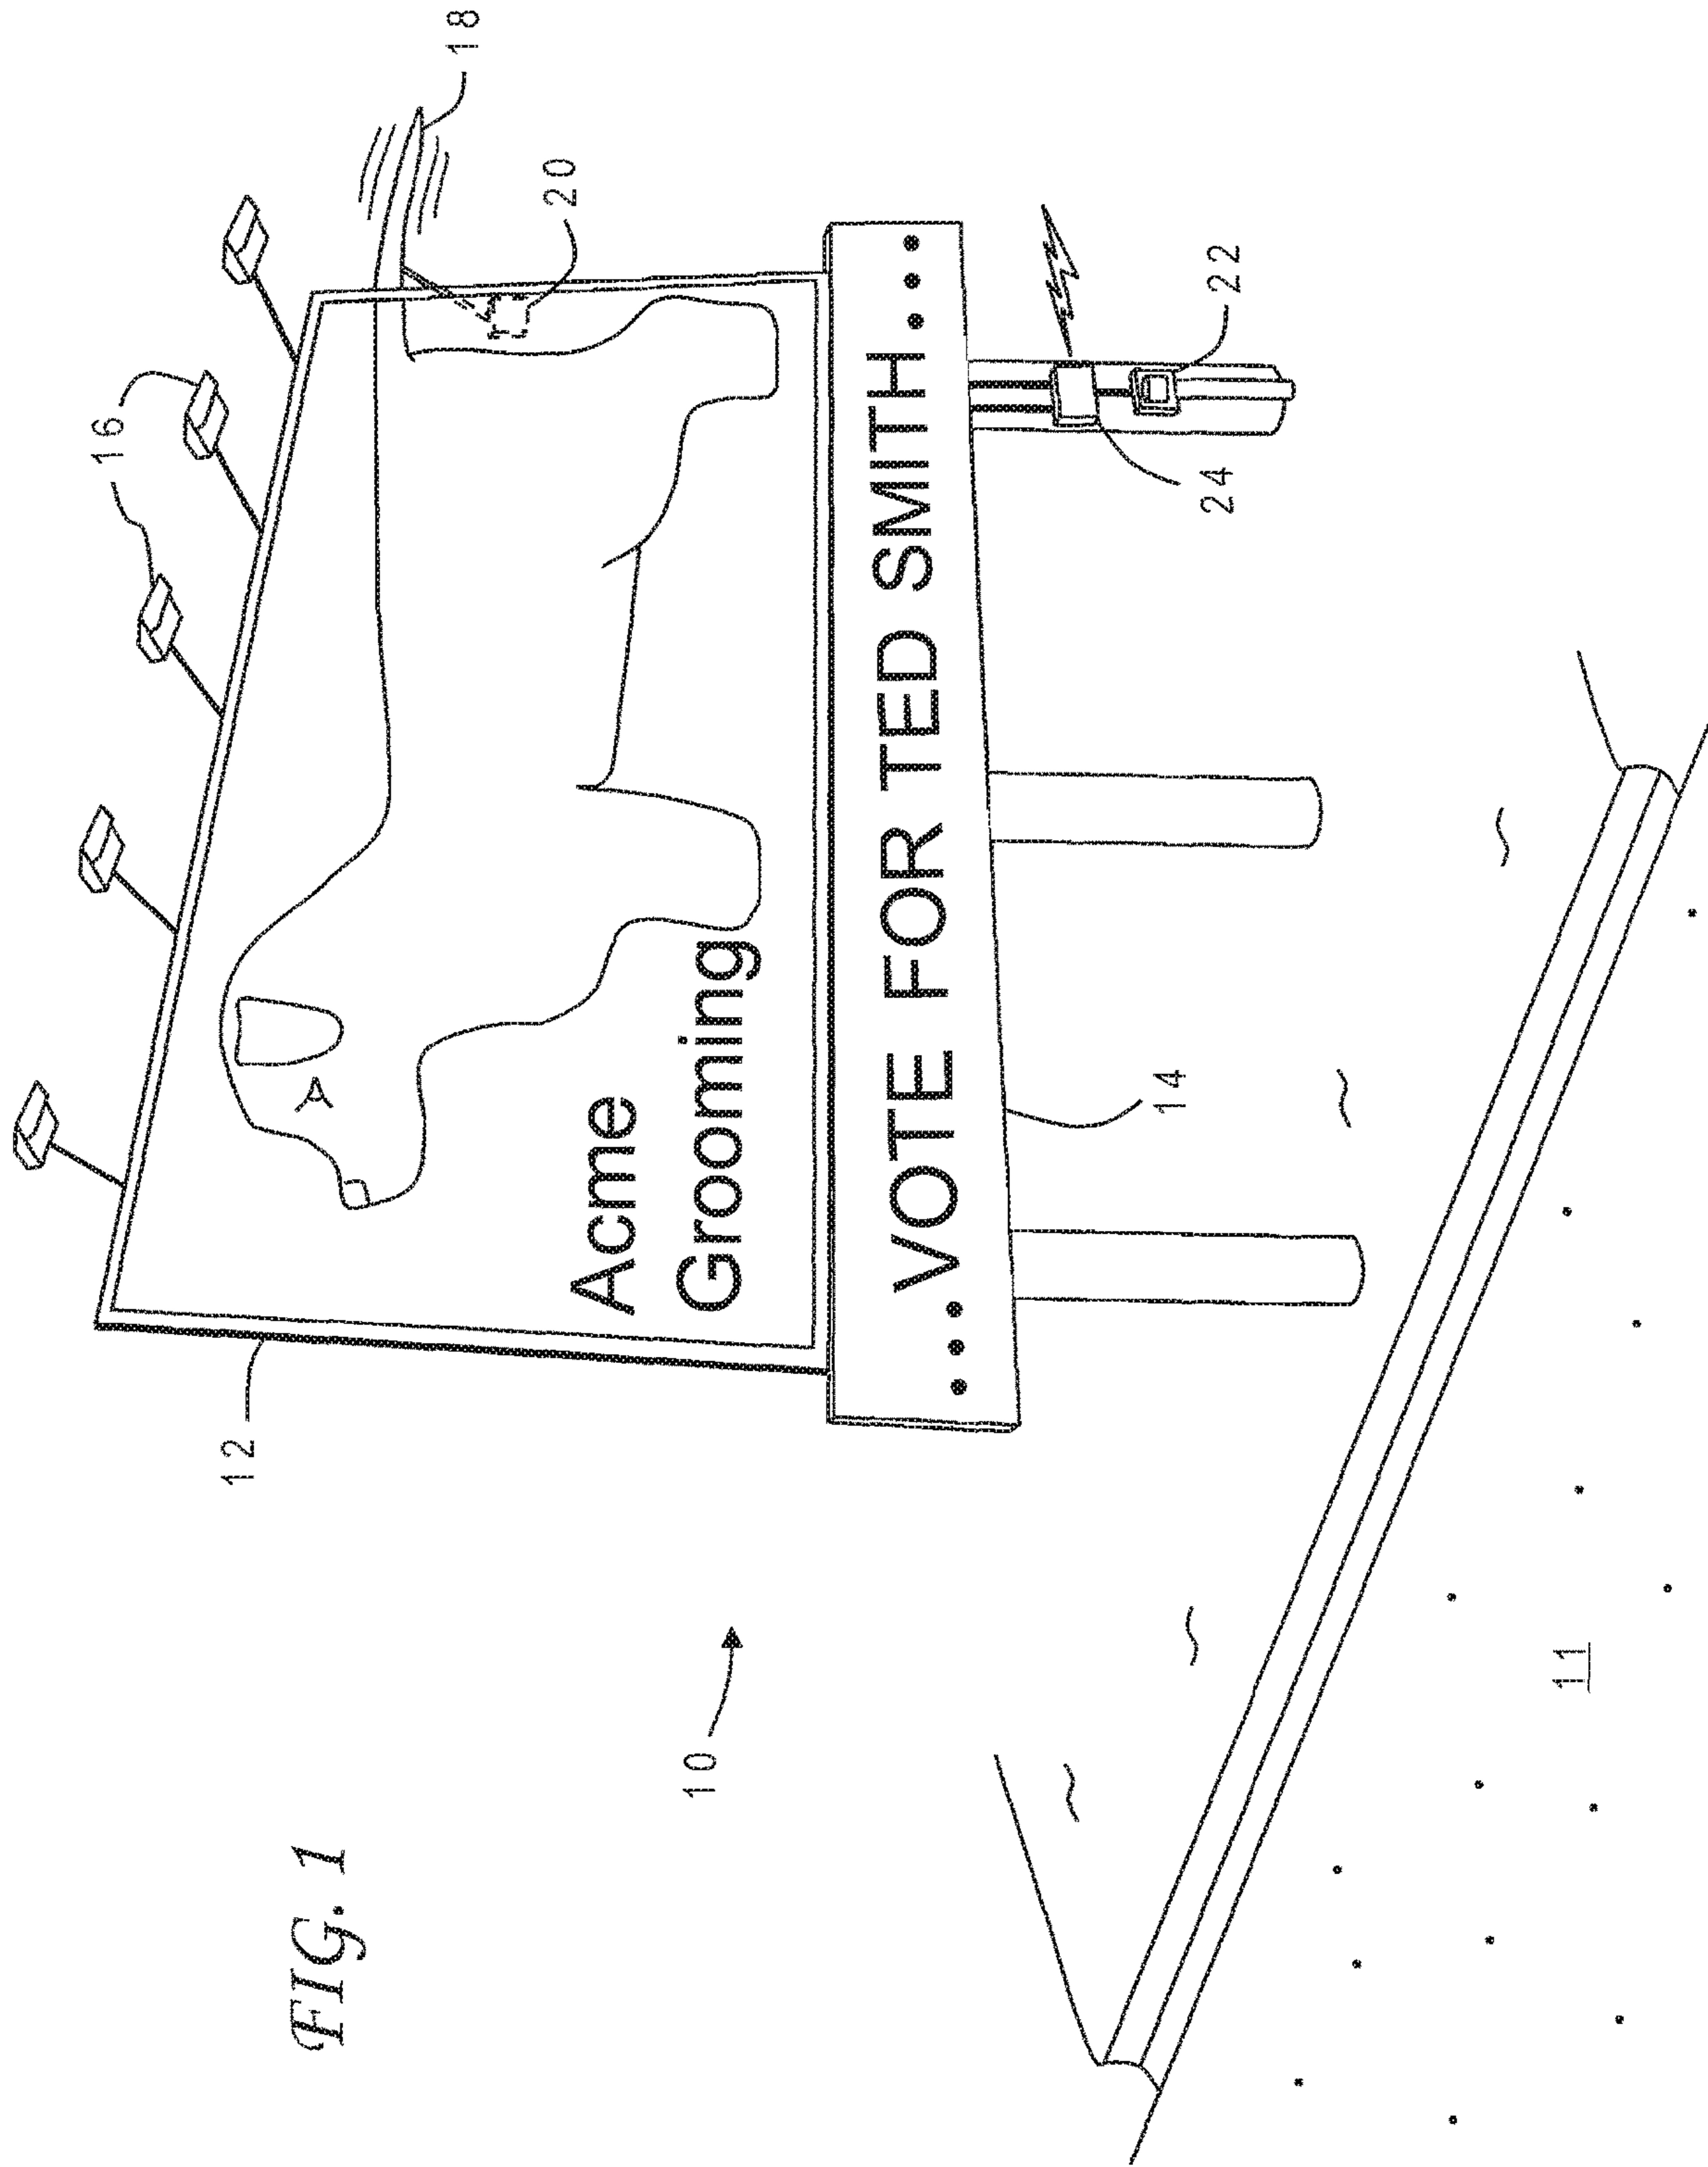 FIG. 1
10
11
12
16
18
20
Acme
Grooming
...VOTE FOR TED SMITH...
14
24
22